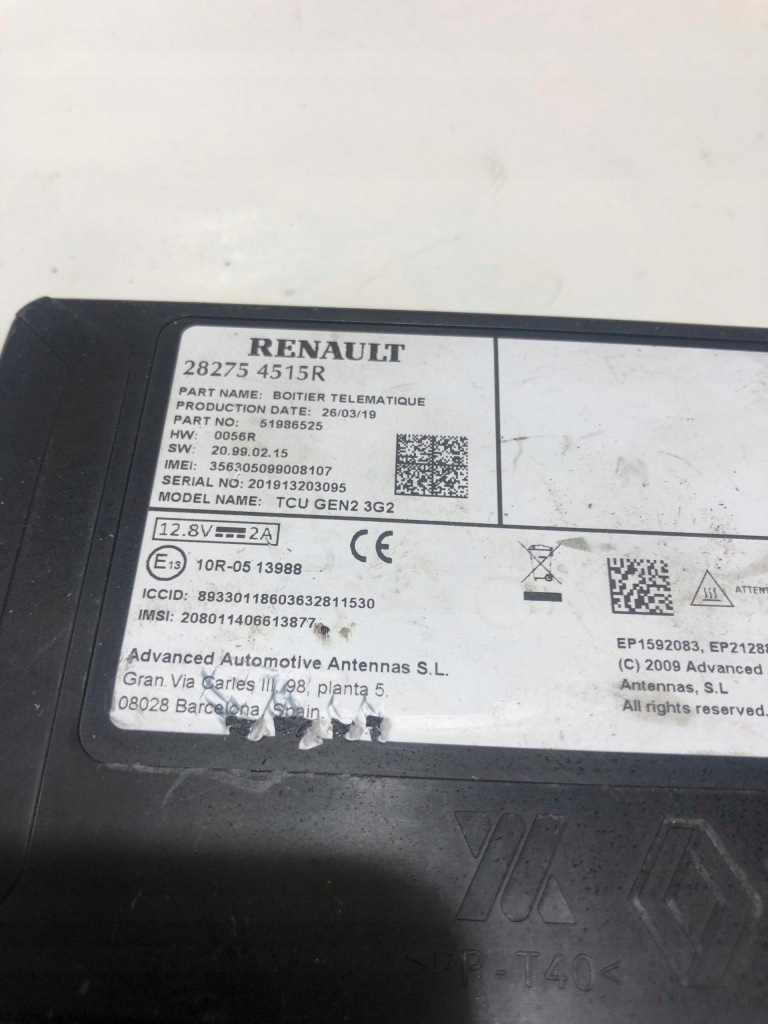 RENAULT
28275 4515R
PART NAME: BOITIER TELEMATIQUE
PRODUCTION DATE: 26/03/19
PART NO: 51986525
HW: 0056R
SW: 20.99.02.15
IMEI: 356305099008107
SERIAL NO: 201913203095
MODEL NAME: TCU GEN2 3G2
12.8V 2A
CE
E13 10R-05 13988
ICCID: 89330118603632811530
IMSI: 208011406613877
Advanced Automotive Antennas S.L.
Gran Via Carles III, 98, planta 5.
08028 Barcelona, Spain
ATTEN
EP1592083, EP21288
(C) 2009 Advanced
Antennas, S.L
All rights reserved.
>PP-T40<